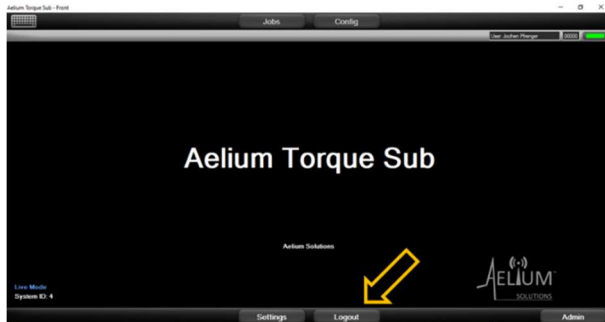 Aelium Torque Sub - Front
Jobs
Config
User: Jochen Pfrenger
00000
Aelium Torque Sub
Aelium Solutions
AELIUM
SOLUTIONS
Live Mode
System ID: 4
Settings
Logout
Admin